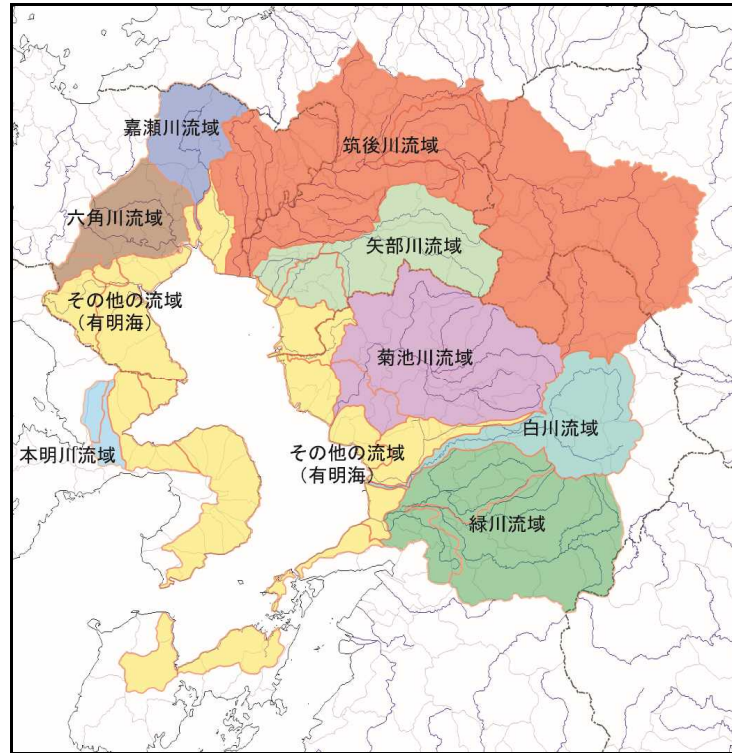 嘉瀬川流域
筑後川流域
六角川流域
矢部川流域
その他の流域
(有明海)
菊池川流域
白川流域
その他の流域
(有明海)
本明川流域
緑川流域